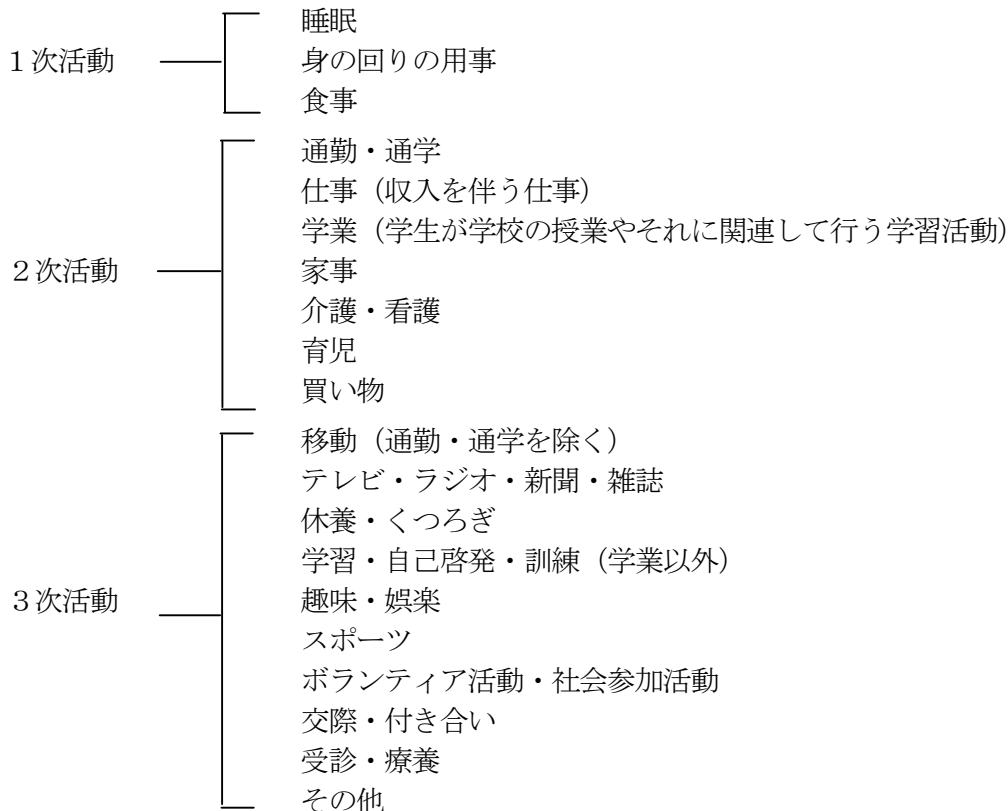 １次活動
睡眠
身の回りの用事
食事
２次活動
通勤・通学
仕事（収入を伴う仕事）
学業（学生が学校の授業やそれに関連して行う学習活動）
家事
介護・看護
育児
買い物
３次活動
移動（通勤・通学を除く）
テレビ・ラジオ・新聞・雑誌
休養・くつろぎ
学習・自己啓発・訓練（学業以外）
趣味・娯楽
スポーツ
ボランティア活動・社会参加活動
交際・付き合い
受診・療養
その他